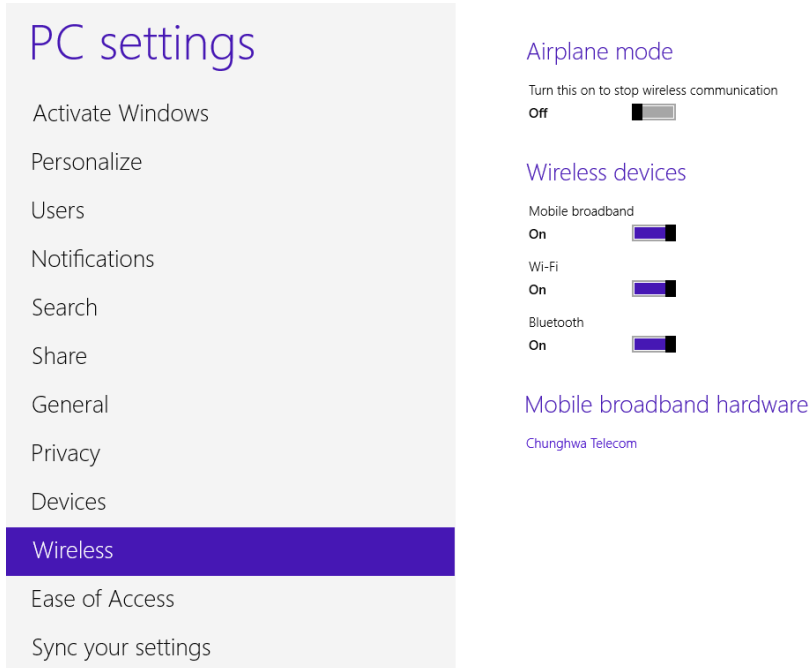 PC settings
Activate Windows
Personalize
Users
Notifications
Search
Share
General
Privacy
Devices
Wireless
Ease of Access
Sync your settings
Airplane mode
Turn this on to stop wireless communication
Off
Wireless devices
Mobile broadband
On
Wi-Fi
On
Bluetooth
On
Mobile broadband hardware
Chunghwa Telecom